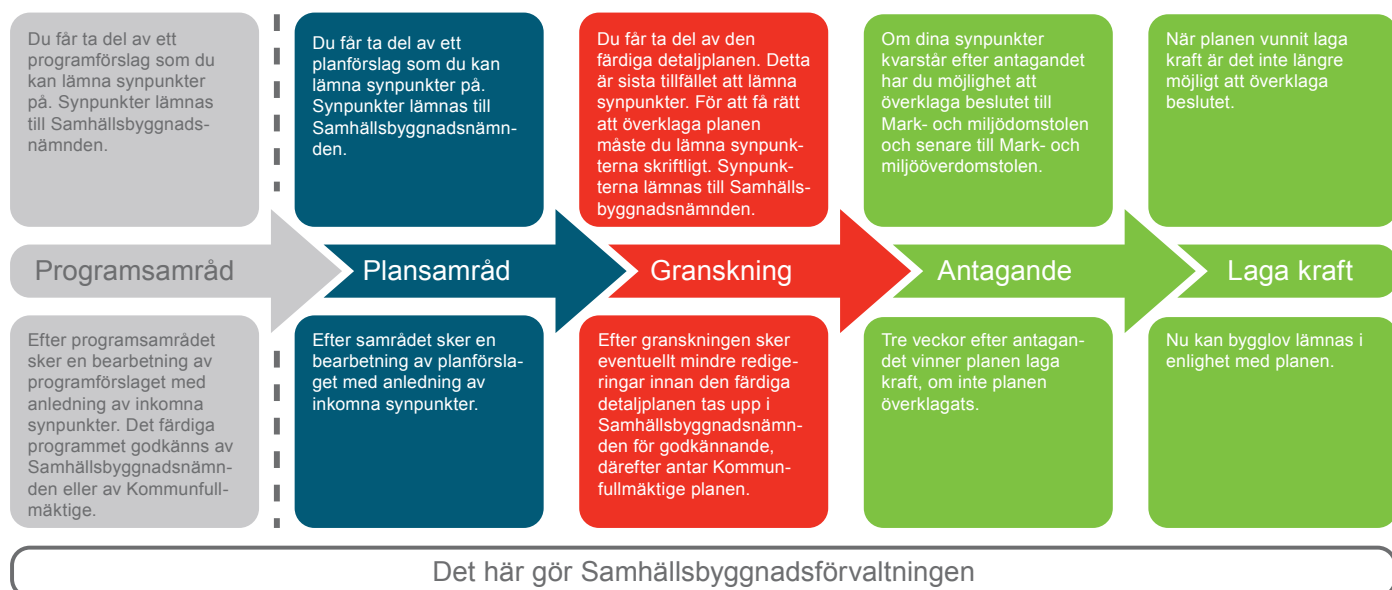 Du får ta del av ett
programförslag som du
kan lämna synpunkter
på. Synpunkter lämnas
till Samhällsbyggnads-
nämnden.
Du får ta del av ett
planförslag som du kan
lämna synpunkter på.
Synpunkter lämnas till
Samhällsbyggnadsnämn-
den.
Du får ta del av den
färdiga detaljplanen. Detta
är sista tillfället att lämna
synpunkter. För att få rätt
att överklaga planen
måste du lämna synpunk-
terna skriftligt. Synpunk-
terna lämnas till Samhälls-
byggnadsnämnden.
Om dina synpunkter
kvarstår efter antagandet
har du möjlighet att
överklaga beslutet till
Mark- och miljödomstolen
och senare till Mark- och
miljööverdomstolen.
När planen vunnit laga
kraft är det inte längre
möjligt att överklaga
beslutet.
Programsamråd
Plansamråd
Granskning
Antagande
Laga kraft
Efter programsamrådet
sker en bearbetning av
programförslaget med
anledning av inkomna
synpunkter. Det färdiga
programmet godkänns av
Samhällsbyggnadsnämn-
den eller av Kommunfull-
mäktige.
Efter samrådet sker en
bearbetning av planförsla-
get med anledning av
inkomna synpunkter.
Efter granskningen sker
eventuellt mindre redige-
ringar innan den färdiga
detaljplanen tas upp i
Samhällsbyggnadsnämn-
den för godkännande,
därefter antar Kommun-
fullmäktige planen.
Tre veckor efter antagan-
det vinner planen laga
kraft, om inte planen
överklagats.
Nu kan bygglov lämnas i
enlighet med planen.
Det här gör Samhällsbyggnadsförvaltningen